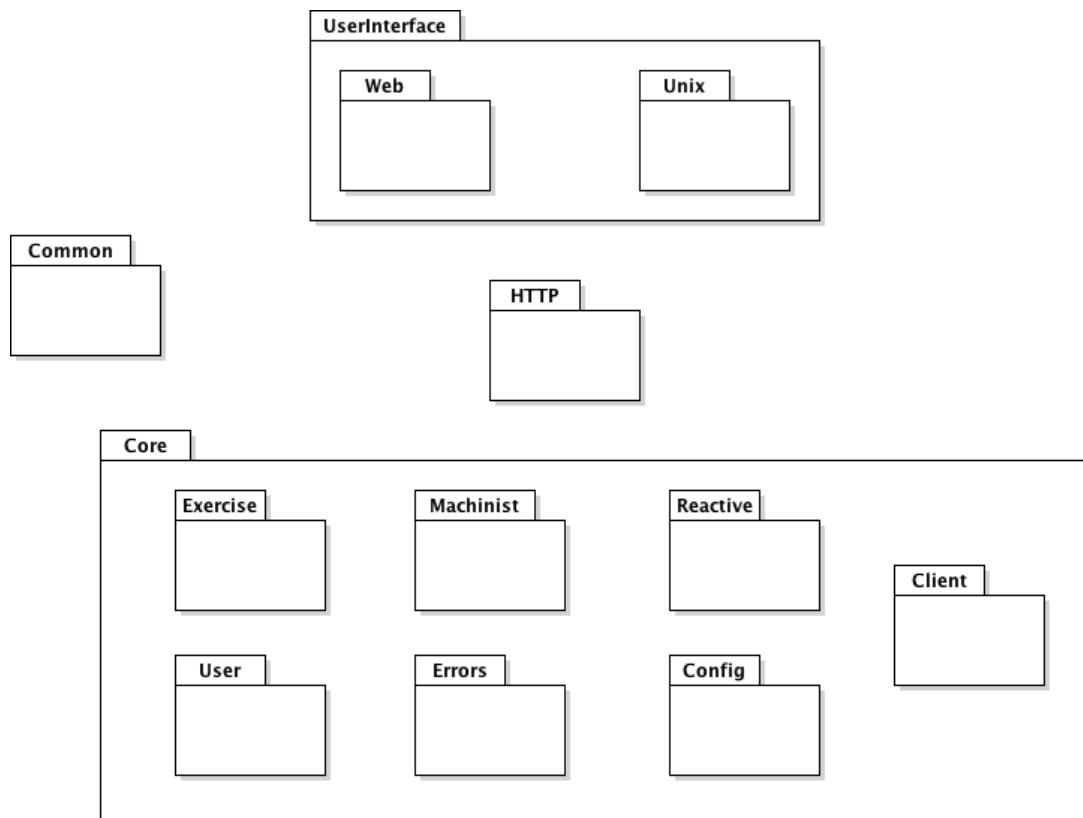 UserInterface
Web
Unix
Common
HTTP
Core
Exercise
Machinist
Reactive
Client
User
Errors
Config